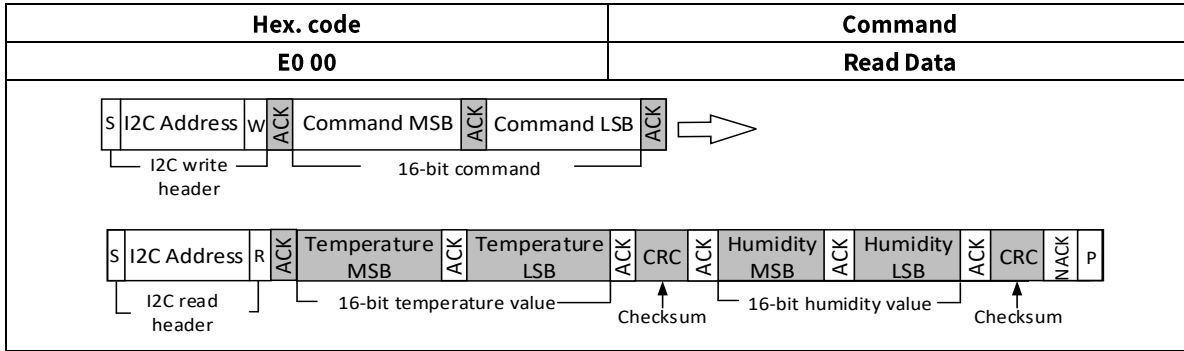 Hex. code Command
E0 00 Read Data
S I2C Address W ACK Command MSB ACK Command LSB ACK
I2C write header 16-bit command
S I2C Address R ACK Temperature MSB ACK Temperature LSB ACK CRC ACK Humidity MSB ACK Humidity LSB ACK CRC NACK P
I2C read header 16-bit temperature value Checksum 16-bit humidity value Checksum